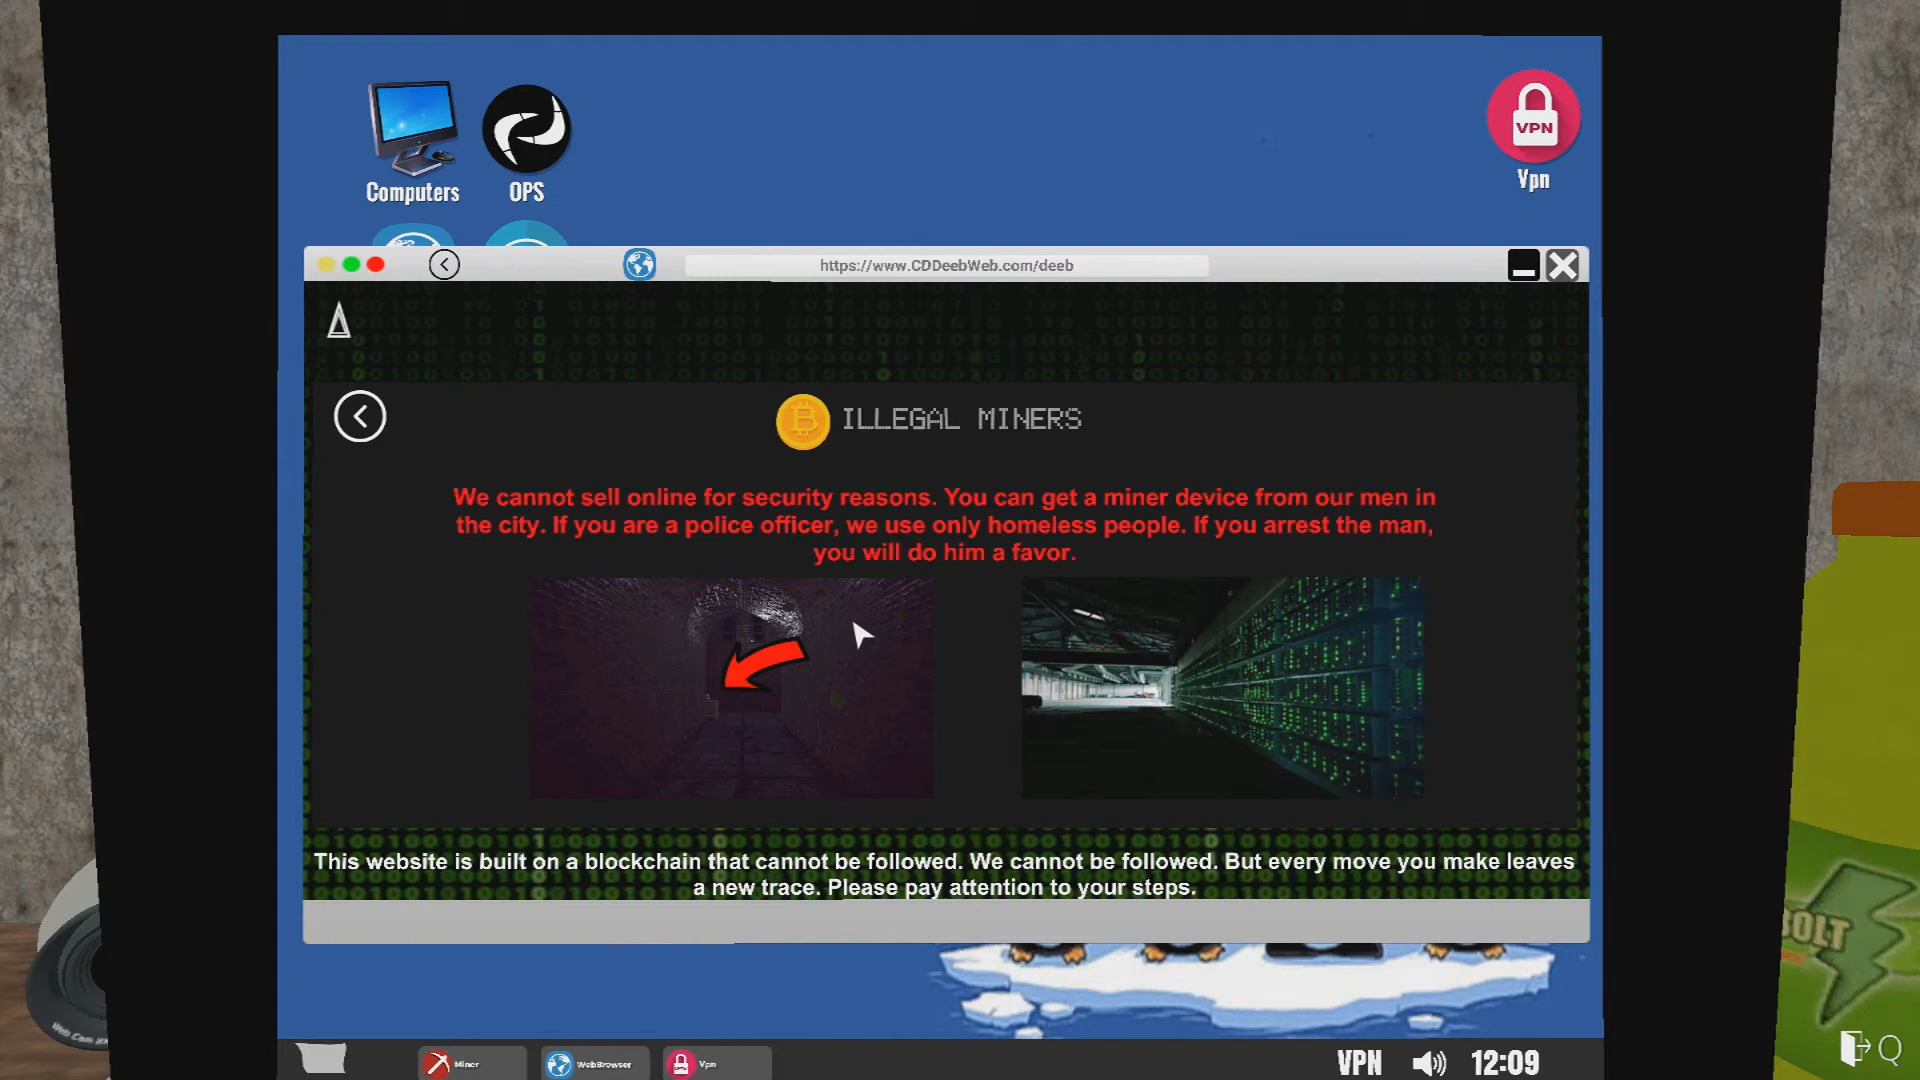 VPN
Computers
OPS
Vpn
https://www.CDDeebWeb.com/deeb
ILLEGAL MINERS
We cannot sell online for security reasons. You can get a miner device from our men in
the city. If you are a police officer, we use only homeless people. If you arrest the man,
you will do him a favor.
This website is built on a blockchain that cannot be followed. We cannot be followed. But every move you make leaves
a new trace. Please pay attention to your steps.
BOLT
Web Cam
Miner
WebBrowser
Vpn
VPN
12:09
Q